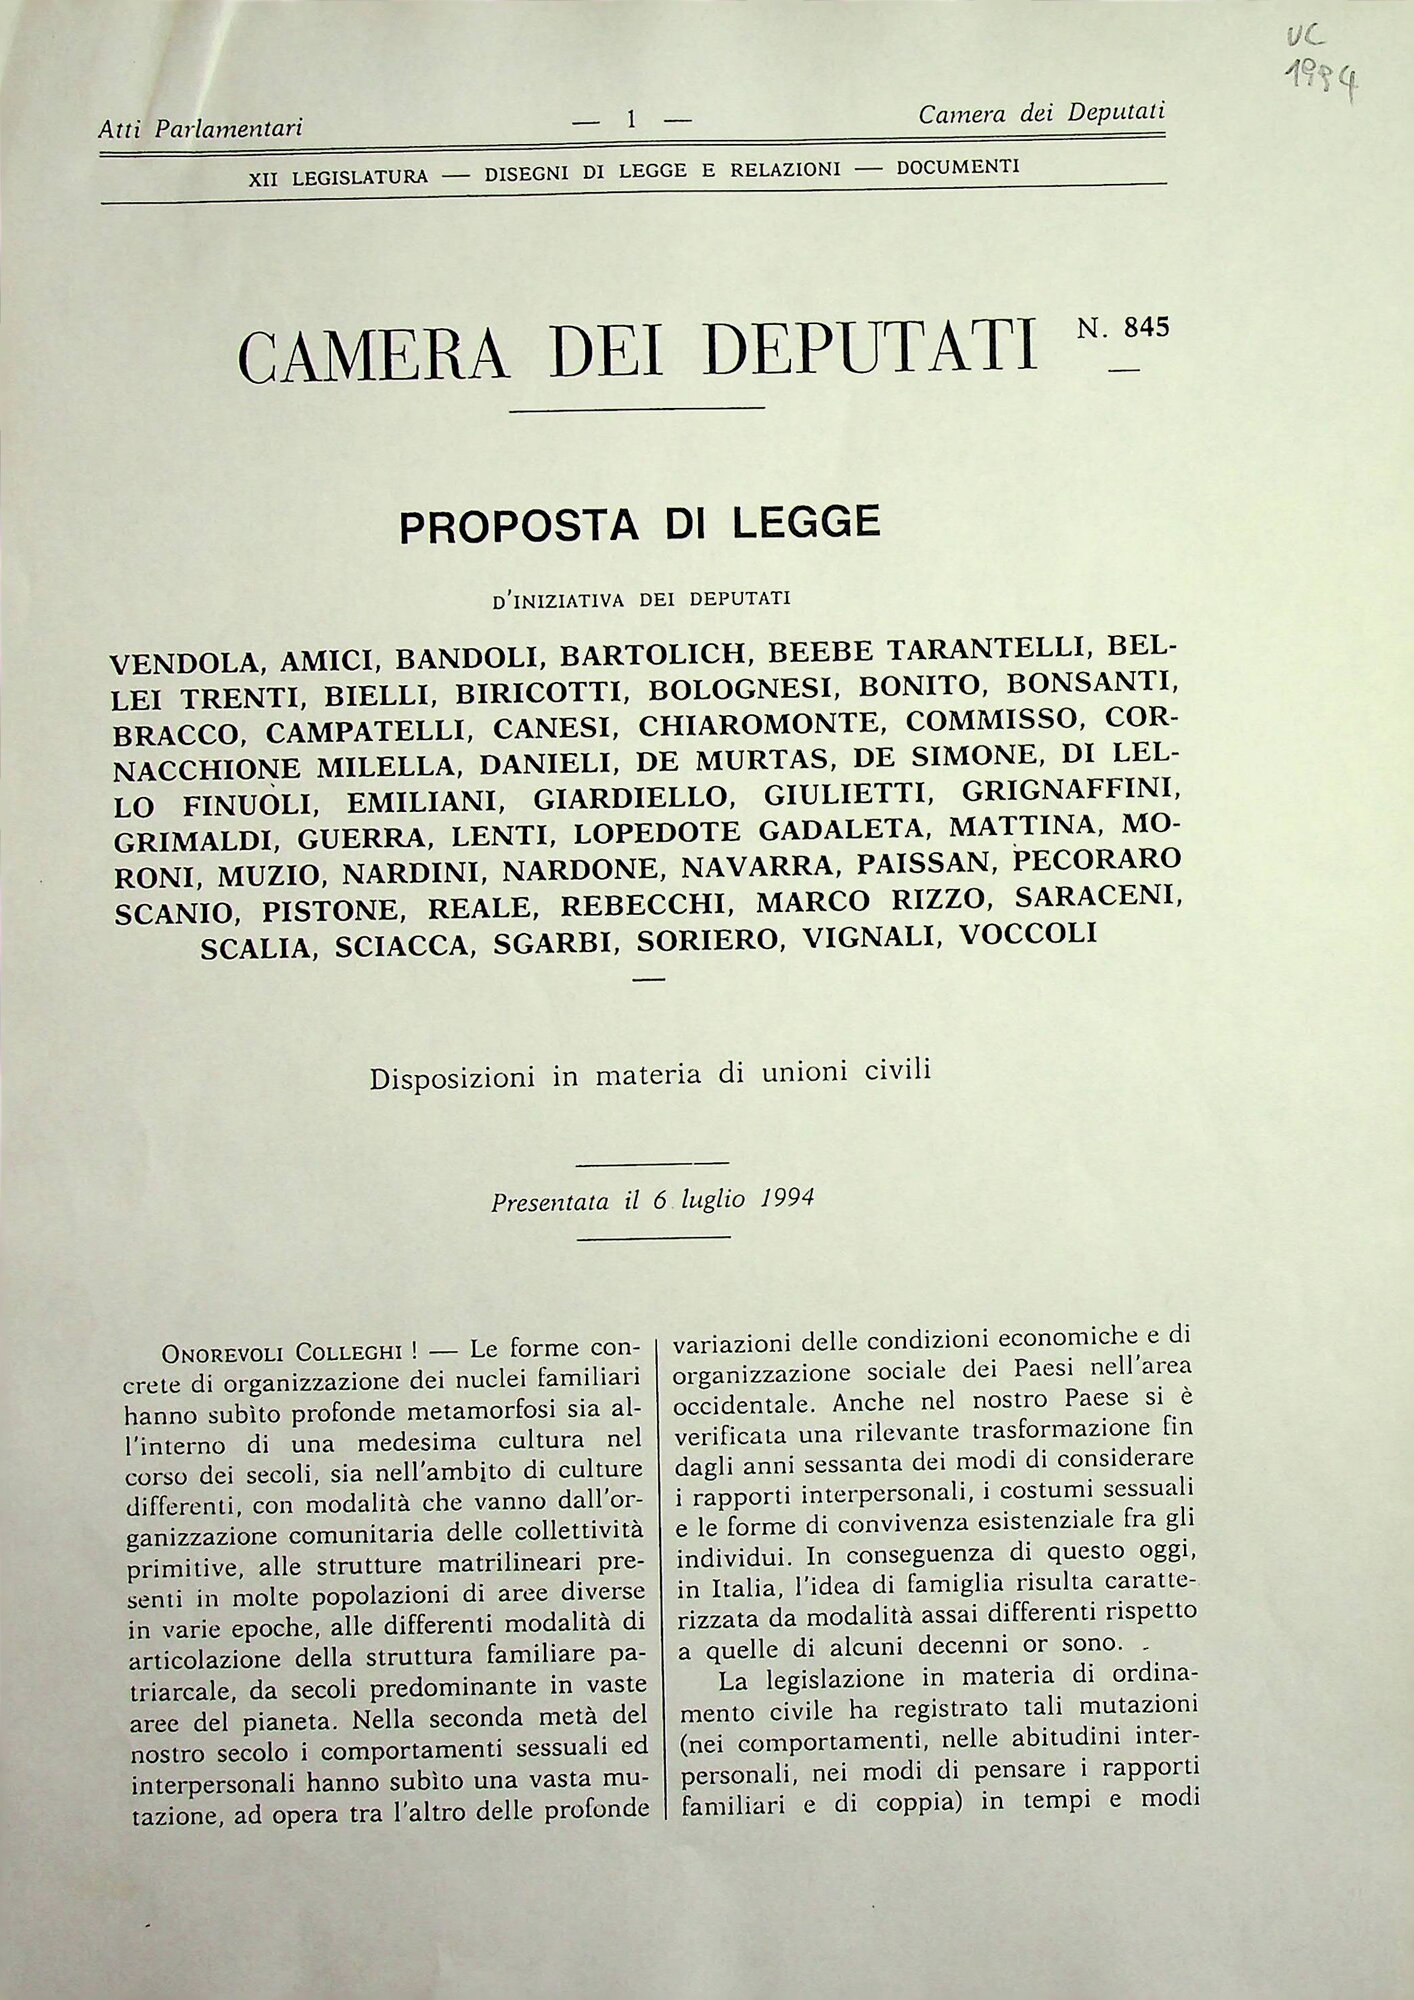 UC
1994
Atti Parlamentari — 1 — Camera dei Deputati
XII LEGISLATURA — DISEGNI DI LEGGE E RELAZIONI — DOCUMENTI
CAMERA DEI DEPUTATI N. 845
PROPOSTA DI LEGGE
D'INIZIATIVA DEI DEPUTATI
VENDOLA, AMICI, BANDOLI, BARTOLICH, BEEBE TARANTELLI, BEL-
LEI TRENTI, BIELLI, BIRICOTTI, BOLOGNESI, BONITO, BONSANTI,
BRACCO, CAMPATELLI, CANESI, CHIAROMONTE, COMMISSO, COR-
NACCHIONE MILELLA, DANIELI, DE MURTAS, DE SIMONE, DI LEL-
LO FINUOLI, EMILIANI, GIARDIELLO, GIULIETTI, GRIGNAFFINI,
GRIMALDI, GUERRA, LENTI, LOPEDOTE GADALETA, MATTINA, MO-
RONI, MUZIO, NARDINI, NARDONE, NAVARRA, PAISSAN, PECORARO
SCANIO, PISTONE, REALE, REBECCHI, MARCO RIZZO, SARACENI,
SCALIA, SCIACCA, SGARBI, SORIERO, VIGNALI, VOCCOLI
Disposizioni in materia di unioni civili
Presentata il 6 luglio 1994
ONOREVOLI COLLEGHI ! — Le forme con-
crete di organizzazione dei nuclei familiari
hanno subìto profonde metamorfosi sia al-
l'interno di una medesima cultura nel
corso dei secoli, sia nell'ambito di culture
differenti, con modalità che vanno dall'or-
ganizzazione comunitaria delle collettività
primitive, alle strutture matrilineari pre-
senti in molte popolazioni di aree diverse
in varie epoche, alle differenti modalità di
articolazione della struttura familiare pa-
triarcale, da secoli predominante in vaste
aree del pianeta. Nella seconda metà del
nostro secolo i comportamenti sessuali ed
interpersonali hanno subìto una vasta mu-
tazione, ad opera tra l'altro delle profonde
variazioni delle condizioni economiche e di
organizzazione sociale dei Paesi nell'area
occidentale. Anche nel nostro Paese si è
verificata una rilevante trasformazione fin
dagli anni sessanta dei modi di considerare
i rapporti interpersonali, i costumi sessuali
e le forme di convivenza esistenziale fra gli
individui. In conseguenza di questo oggi,
in Italia, l'idea di famiglia risulta caratte-
rizzata da modalità assai differenti rispetto
a quelle di alcuni decenni or sono.
La legislazione in materia di ordina-
mento civile ha registrato tali mutazioni
(nei comportamenti, nelle abitudini inter-
personali, nei modi di pensare i rapporti
familiari e di coppia) in tempi e modi